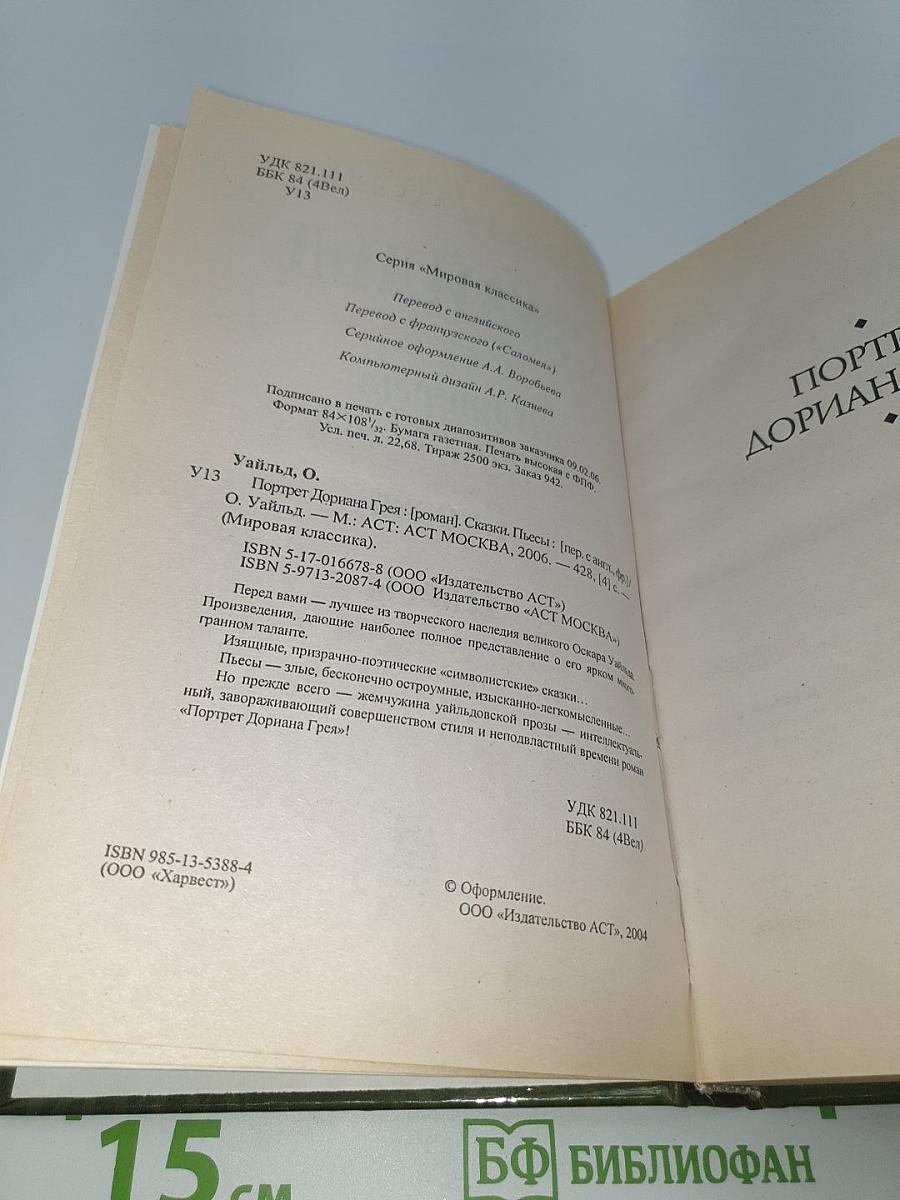 УДК 821.111
ББК 84 (4Вел)
У13
Серия «Мировая классика»
Перевод с английского
Перевод с французского («Саломея»)
Серийное оформление А.А. Воробьева
Компьютерный дизайн А.Р. Казиева
Подписано в печать с готовых диапозитивов заказчика 09.02.06.
Формат 84×108¹/₃₂. Бумага газетная. Печать высокая с ФПФ.
Усл. печ. л. 22,68. Тираж 2500 экз. Заказ 942.
Уайльд, О.
У13 Портрет Дориана Грея : [роман]. Сказки. Пьесы : [пер. с англ., фр.]/
О. Уайльд. — М.: АСТ: АСТ МОСКВА, 2006. — 428, [4] с. —
(Мировая классика).
ISBN 5-17-016678-8 (ООО «Издательство АСТ»)
ISBN 5-9713-2087-4 (ООО Издательство «АСТ МОСКВА»)
Перед вами — лучшее из творческого наследия великого Оскара Уайльда.
Произведения, дающие наиболее полное представление о его ярком много-
гранном таланте.
Изящные, призрачно-поэтические «символистские» сказки...
Пьесы — злые, бесконечно остроумные, изысканно-легкомысленные...
Но прежде всего — жемчужина уайльдовской прозы — интеллектуаль-
ный, завораживающий совершенством стиля и неподвластный времени роман
«Портрет Дориана Грея»!
УДК 821.111
ББК 84 (4Вел)
ISBN 985-13-5388-4
(ООО «Харвест»)
© Оформление.
ООО «Издательство АСТ», 2004
ПОРТР
ДОРИАН
15 см
БФ БИБЛИОФАН